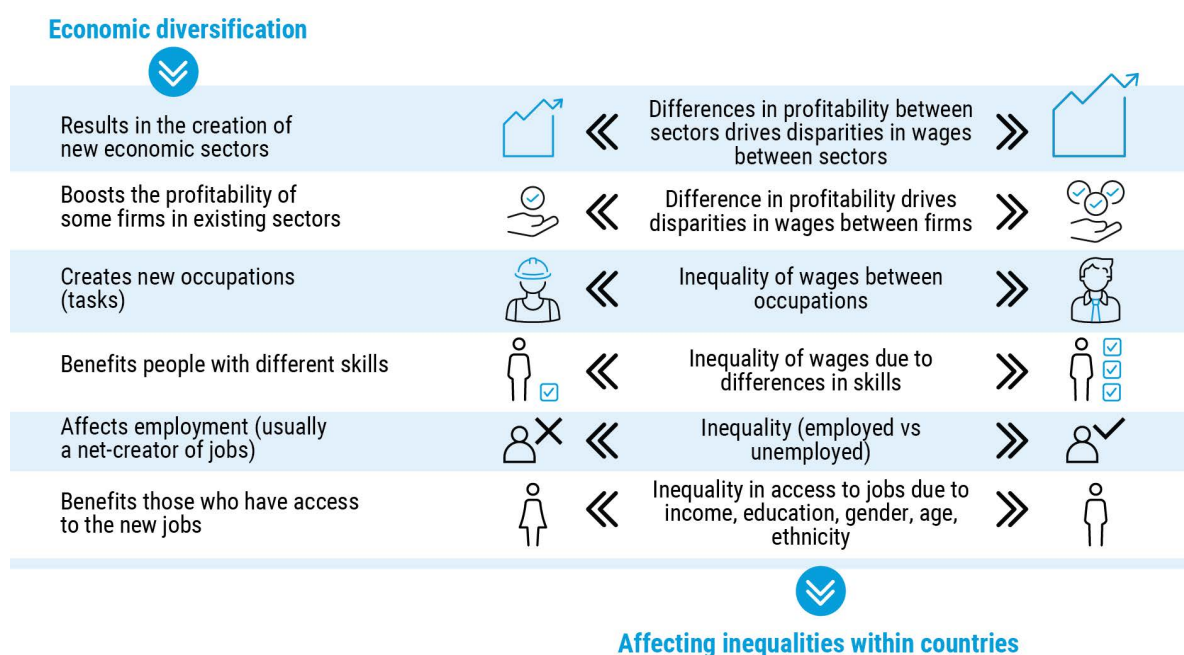 Economic diversification
Results in the creation of
new economic sectors
Differences in profitability between
sectors drives disparities in wages
between sectors
Boosts the profitability of
some firms in existing sectors
Difference in profitability drives
disparities in wages between firms
Creates new occupations
(tasks)
Inequality of wages between
occupations
Benefits people with different skills
Inequality of wages due to
differences in skills
Affects employment (usually
a net-creator of jobs)
Inequality (employed vs
unemployed)
Benefits those who have access
to the new jobs
Inequality in access to jobs due to
income, education, gender, age,
ethnicity
Affecting inequalities within countries